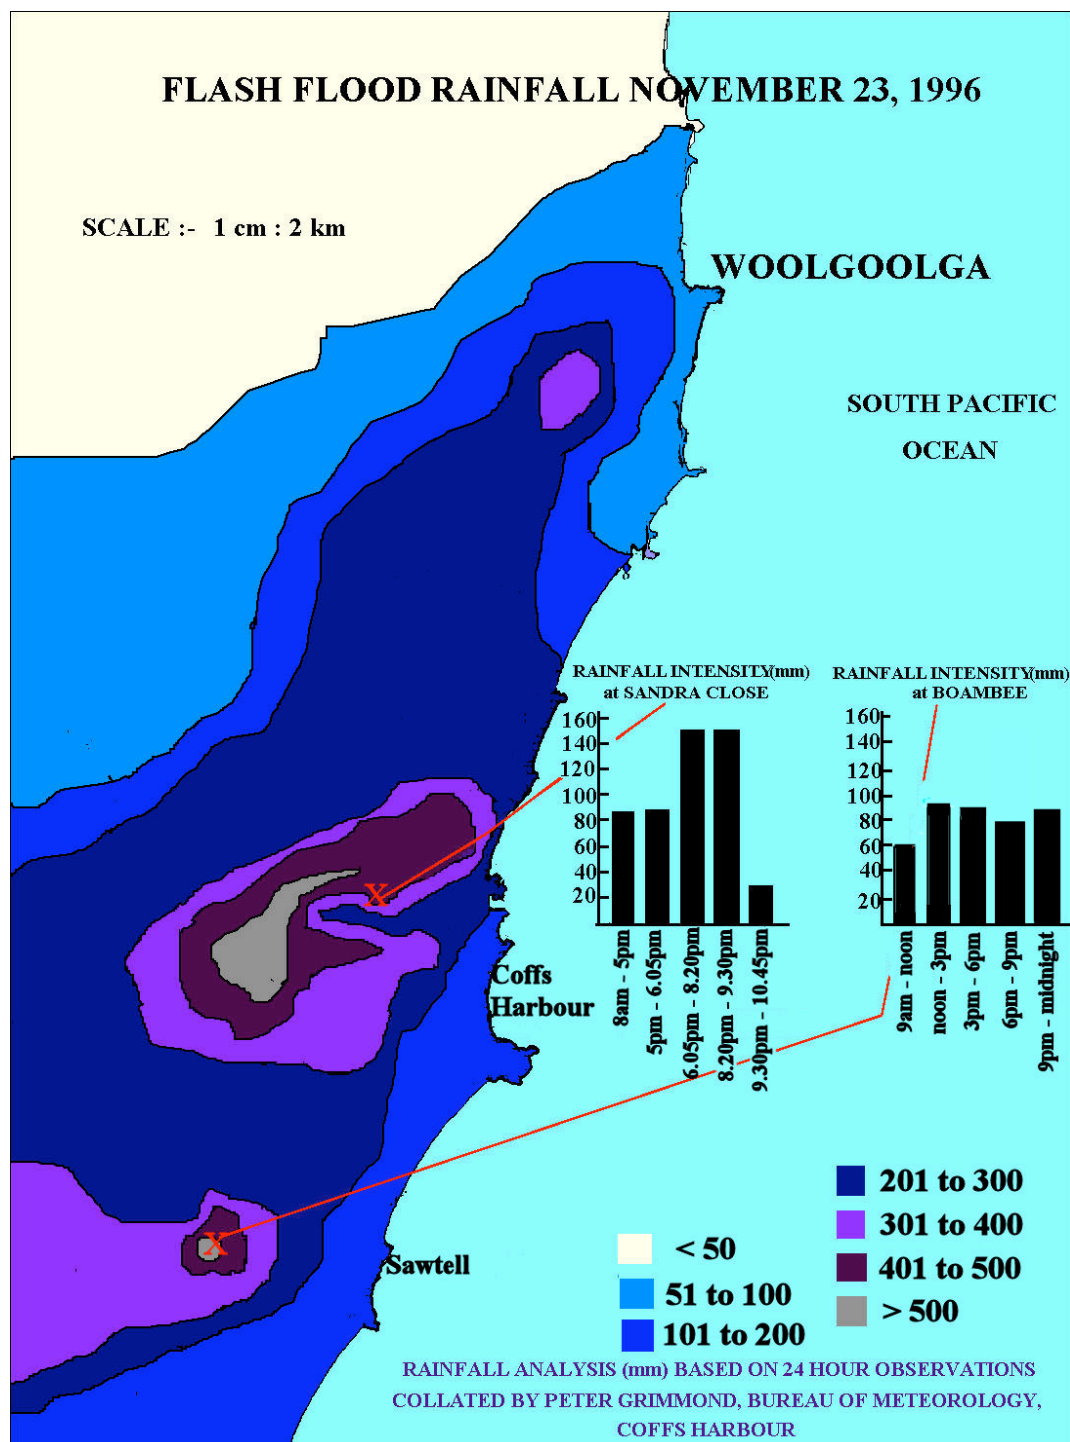 FLASH FLOOD RAINFALL NOVEMBER 23, 1996
SCALE :- 1 cm : 2 km
WOOLGOOLGA
SOUTH PACIFIC
OCEAN
RAINFALL INTENSITY(mm)
at SANDRA CLOSE
160
140
120
100
80
60
40
20
8am - 5pm
5pm - 6.05pm
6.05pm - 8.20pm
8.20pm - 9.30pm
9.30pm - 10.45pm
RAINFALL INTENSITY(mm)
at BOAMBEE
160
140
120
100
80
60
40
20
9am - noon
noon - 3pm
3pm - 6pm
6pm - 9pm
9pm - midnight
X
Coffs
Harbour
X
Sawtell
< 50
51 to 100
101 to 200
201 to 300
301 to 400
401 to 500
> 500
RAINFALL ANALYSIS (mm) BASED ON 24 HOUR OBSERVATIONS
COLLATED BY PETER GRIMMOND, BUREAU OF METEOROLOGY,
COFFS HARBOUR